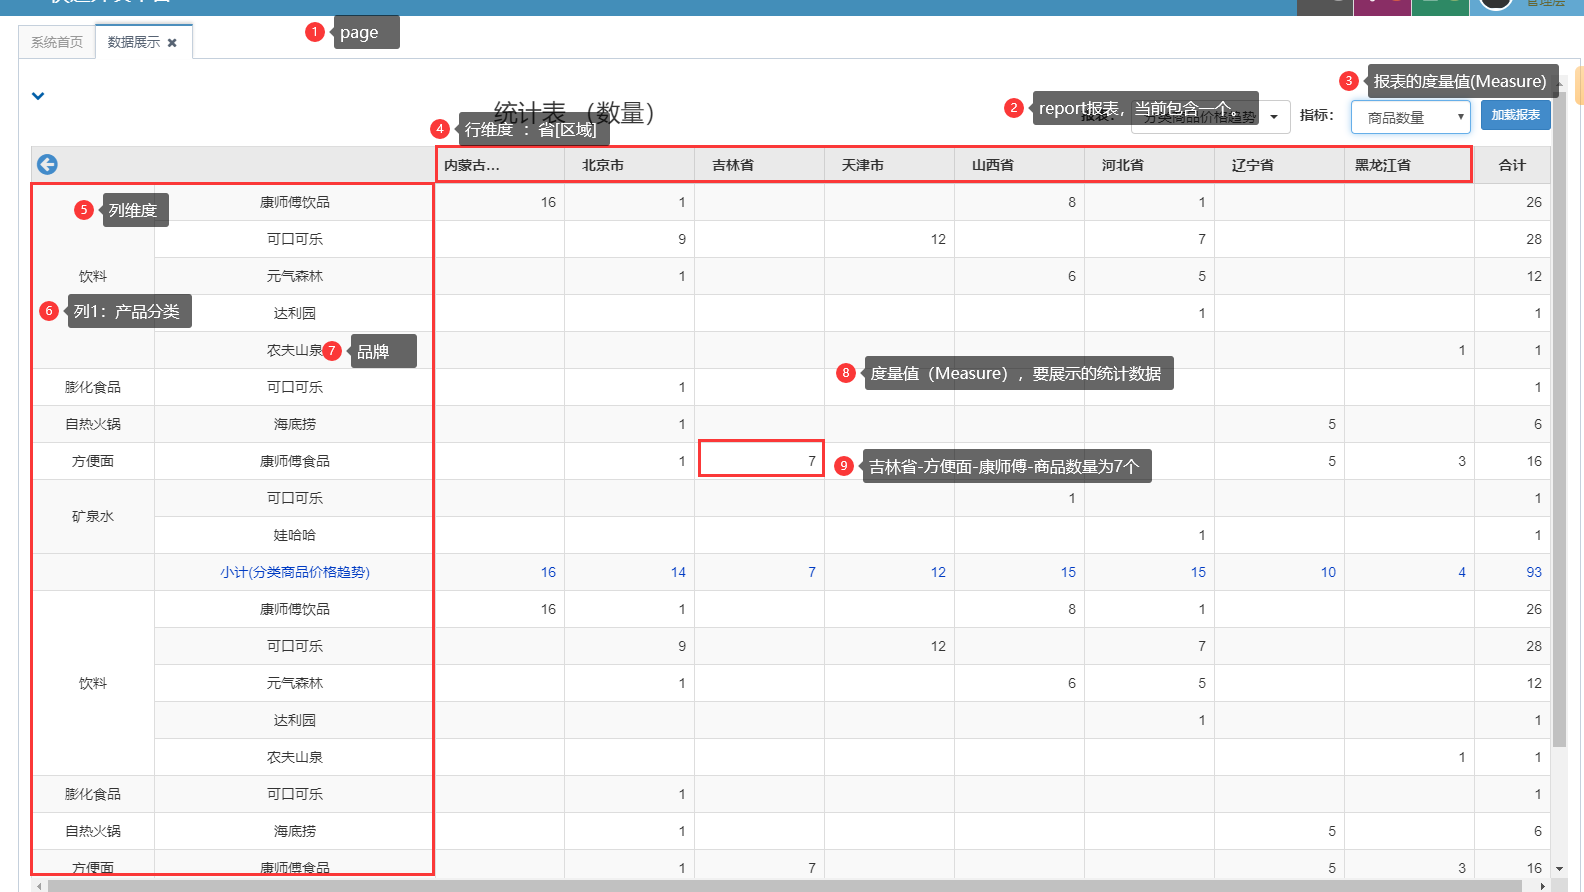 管理层
系统首页 数据展示 ×
1 page
3 报表的度量值(Measure)
统计表 （数量）
2 report报表，当前包含一个。
报表： 分类商品价格趋势 指标： 商品数量 加载报表
4 行维度 ： 省[区域]
内蒙古... 北京市 吉林省 天津市 山西省 河北省 辽宁省 黑龙江省 合计
5 列维度
康师傅饮品 16 1 8 1 26
可口可乐 9 12 7 28
饮料 元气森林 1 6 5 12
6 列1：产品分类
达利园 1 1
农夫山泉 1 1
7 品牌
8 度量值（Measure），要展示的统计数据
膨化食品 可口可乐 1 1
自热火锅 海底捞 1 5 6
方便面 康师傅食品 1 7 5 3 16
9 吉林省-方便面-康师傅-商品数量为7个
矿泉水 可口可乐 1 1
娃哈哈 1 1
小计(分类商品价格趋势) 16 14 7 12 15 15 10 4 93
康师傅饮品 16 1 8 1 26
可口可乐 9 12 7 28
饮料 元气森林 1 6 5 12
达利园 1 1
农夫山泉 1 1
膨化食品 可口可乐 1 1
自热火锅 海底捞 1 5 6
方便面 康师傅食品 1 7 5 3 16